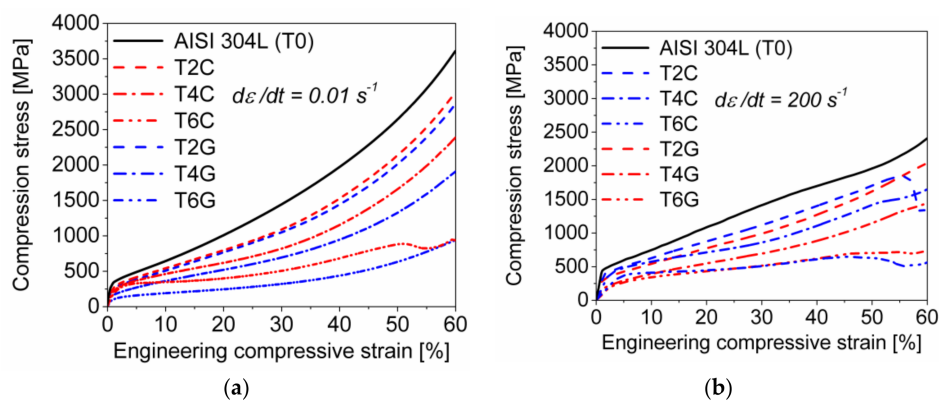 4000
3500
3000
2500
2000
1500
1000
500
0
Compression stress [MPa]
AISI 304L (T0)
T2C
T4C
T6C
T2G
T4G
T6G
dε/dt = 0.01 s⁻¹
0 10 20 30 40 50 60
Engineering compressive strain [%]
(a)
4000
3500
3000
2500
2000
1500
1000
500
0
Compression stress [MPa]
AISI 304L (T0)
T2C
T4C
T6C
T2G
T4G
T6G
dε/dt = 200 s⁻¹
0 10 20 30 40 50 60
Engineering compressive strain [%]
(b)